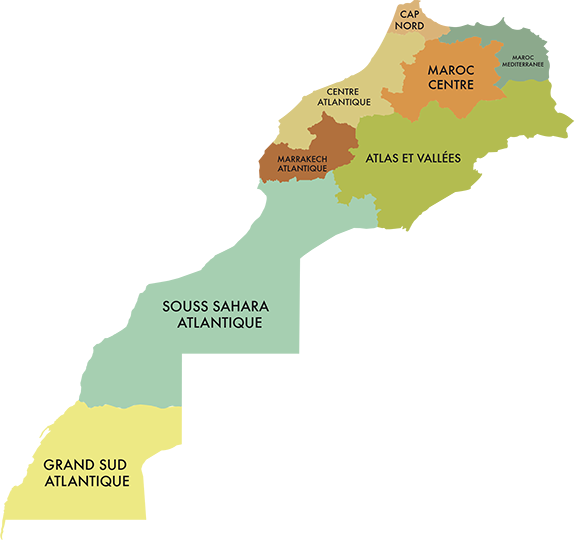 CAP
NORD
MAROC
MEDITERRANEE
MAROC
CENTRE
CENTRE
ATLANTIQUE
MARRAKECH
ATLANTIQUE
ATLAS ET VALLÉES
SOUSS SAHARA
ATLANTIQUE
GRAND SUD
ATLANTIQUE